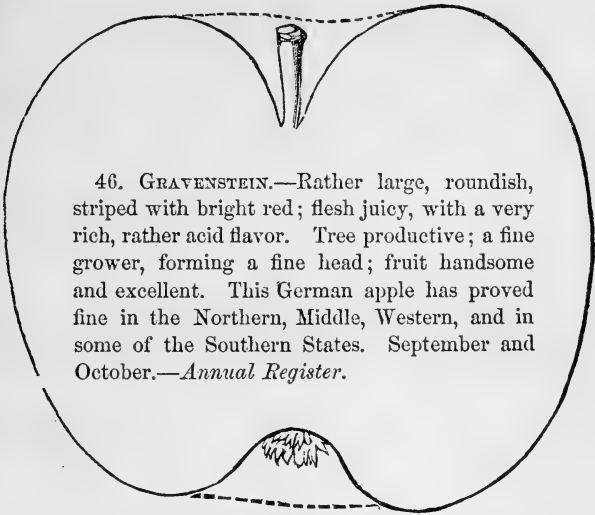 46. GRAVENSTEIN.—Rather large, roundish,
striped with bright red; flesh juicy, with a very
rich, rather acid flavor. Tree productive; a fine
grower, forming a fine head; fruit handsome
and excellent. This German apple has proved
fine in the Northern, Middle, Western, and in
some of the Southern States. September and
October.—Annual Register.